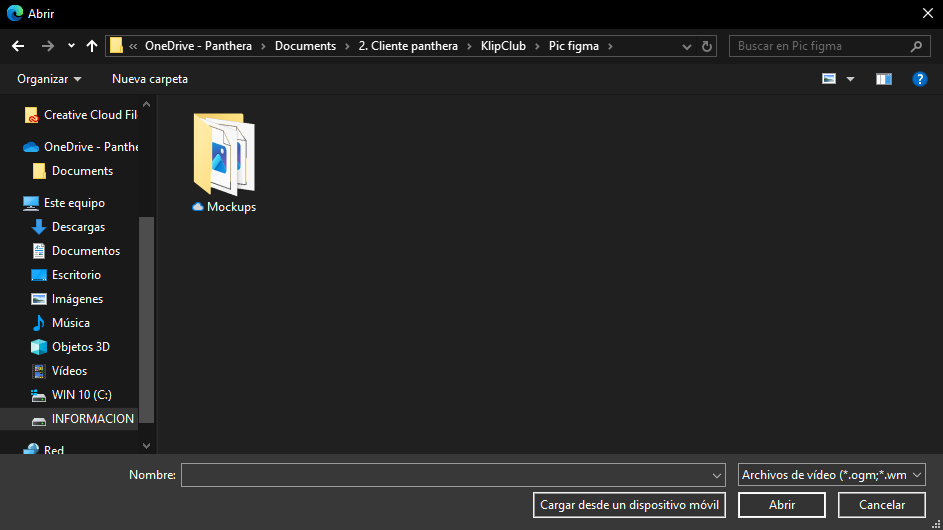 Abrir
« OneDrive - Panthera > Documents > 2. Cliente panthera > KlipClub > Pic figma >
Buscar en Pic figma
Organizar
Nueva carpeta
Creative Cloud Fil
OneDrive - Panthe
Documents
Este equipo
Descargas
Documentos
Escritorio
Imágenes
Música
Objetos 3D
Vídeos
WIN 10 (C:)
INFORMACION
Red
Mockups
Nombre:
Archivos de vídeo (*.ogm;*.wm
Cargar desde un dispositivo móvil
Abrir
Cancelar